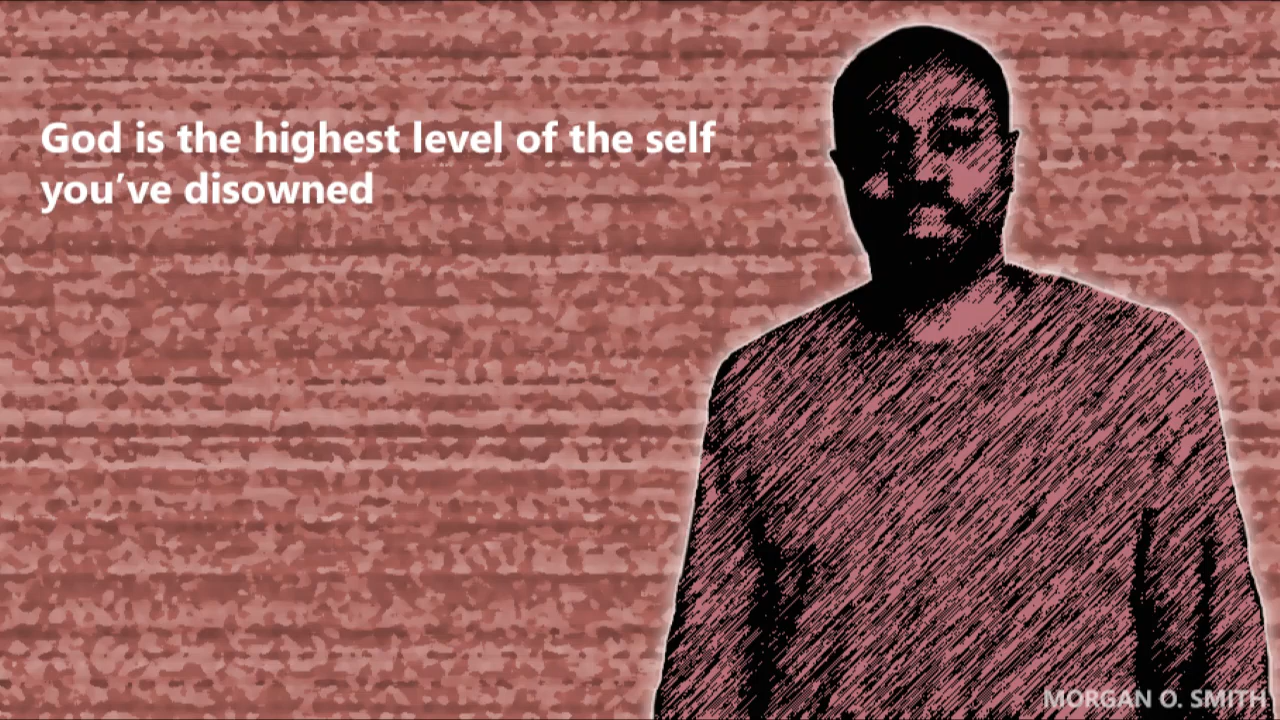 God is the highest level of the self
you’ve disowned
MORGAN O. SMITH